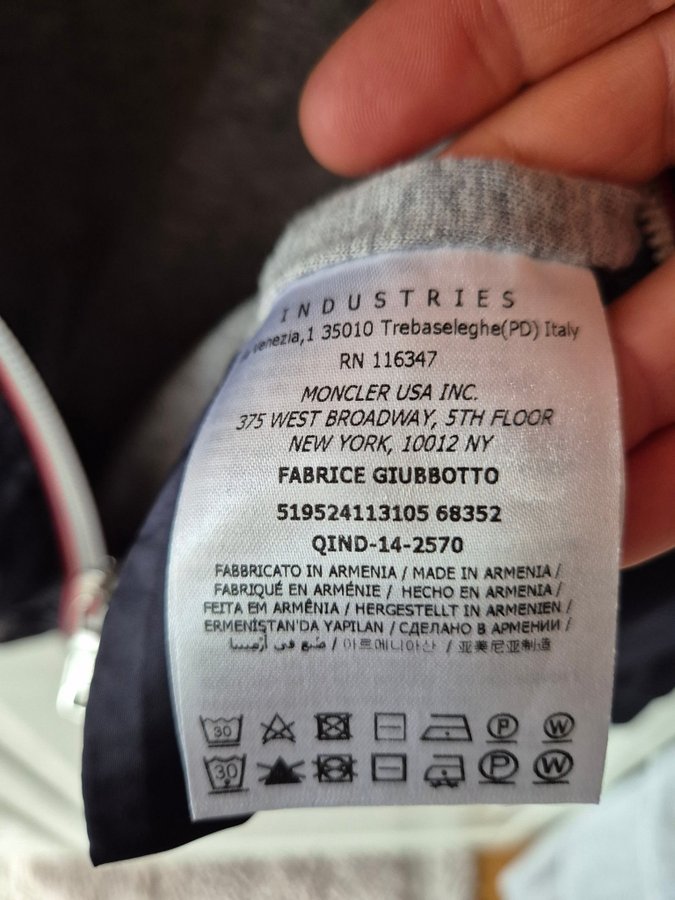 INDUSTRIES
Venezia,1 35010 Trebaseleghe(PD) Italy
RN 116347
MONCLER USA INC.
375 WEST BROADWAY, 5TH FLOOR
NEW YORK, 10012 NY
FABRICE GIUBBOTTO
519524113105 68352
QIND-14-2570
FABBRICATO IN ARMENIA / MADE IN ARMENIA /
FABRIQUÉ EN ARMÉNIE / HECHO EN ARMENIA /
FEITA EM ARMÊNIA / HERGESTELLT IN ARMENIEN /
ERMENİSTAN'DA YAPILAN / СДЕЛАНО В АРМЕНИИ /
صنع في أرمينيا / 아르메니아산 / 亚美尼亚制造
30 P W
30 P W